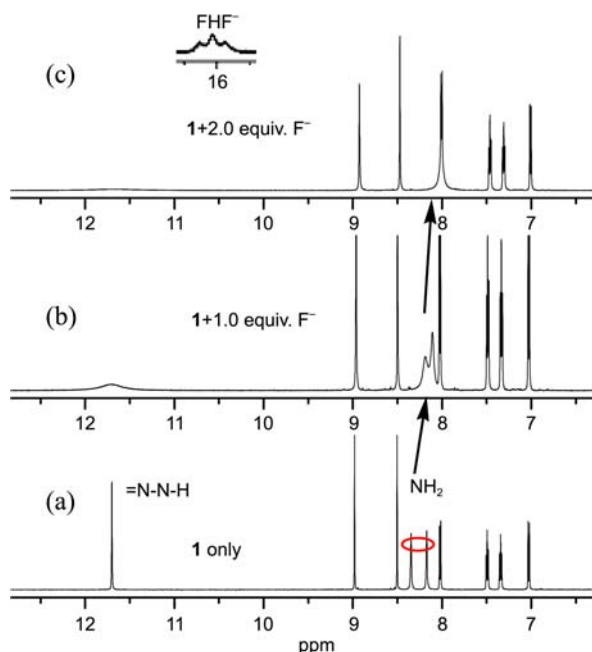 FHF⁻
16
(c)
1+2.0 equiv. F⁻
12 11 10 9 8 7
(b)
1+1.0 equiv. F⁻
12 11 10 9 8 7
(a)
=N-N-H
NH₂
1 only
12 11 10 9 8 7
ppm